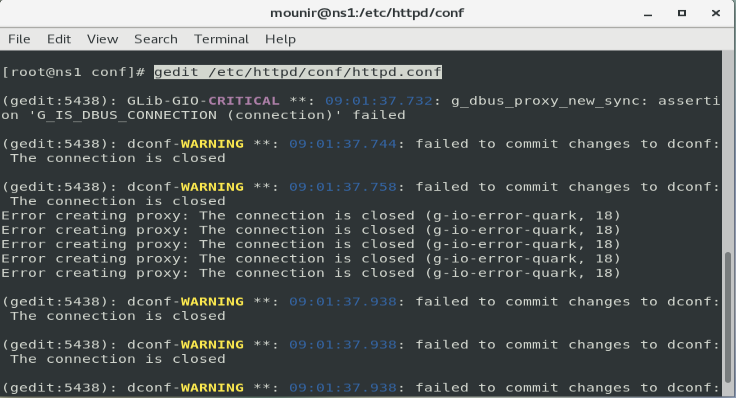 mounir@ns1:/etc/httpd/conf
File Edit View Search Terminal Help
[root@ns1 conf]# gedit /etc/httpd/conf/httpd.conf
(gedit:5438): GLib-GIO-CRITICAL **: 09:01:37.732: g_dbus_proxy_new_sync: asserti
on 'G_IS_DBUS_CONNECTION (connection)' failed
(gedit:5438): dconf-WARNING **: 09:01:37.744: failed to commit changes to dconf:
The connection is closed
(gedit:5438): dconf-WARNING **: 09:01:37.758: failed to commit changes to dconf:
The connection is closed
Error creating proxy: The connection is closed (g-io-error-quark, 18)
Error creating proxy: The connection is closed (g-io-error-quark, 18)
Error creating proxy: The connection is closed (g-io-error-quark, 18)
Error creating proxy: The connection is closed (g-io-error-quark, 18)
Error creating proxy: The connection is closed (g-io-error-quark, 18)
(gedit:5438): dconf-WARNING **: 09:01:37.938: failed to commit changes to dconf:
The connection is closed
(gedit:5438): dconf-WARNING **: 09:01:37.938: failed to commit changes to dconf:
The connection is closed
(gedit:5438): dconf-WARNING **: 09:01:37.938: failed to commit changes to dconf: